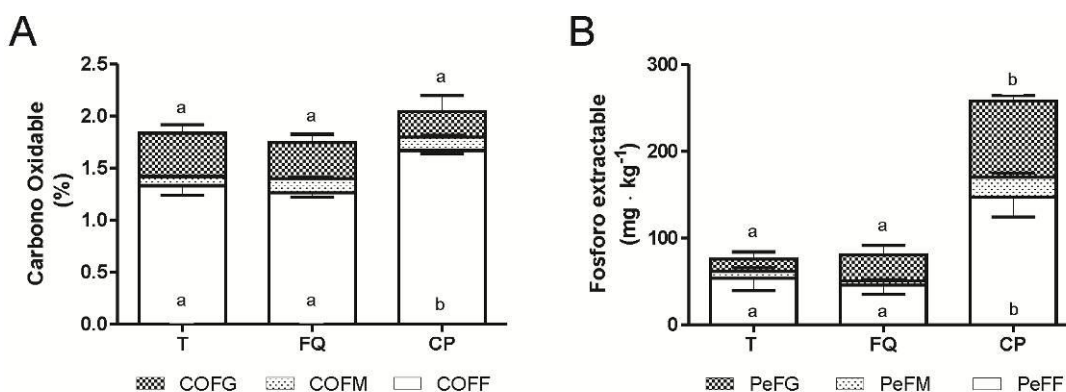 A
Carbono Oxidable
(%)
2.5
2.0
1.5
1.0
0.5
0.0
a
a
a
a
a
b
T
FQ
CP
COFG
COFM
COFF
B
Fosforo extractable
(mg · kg⁻¹)
300
200
100
0
a
a
b
a
a
b
T
FQ
CP
PeFG
PeFM
PeFF